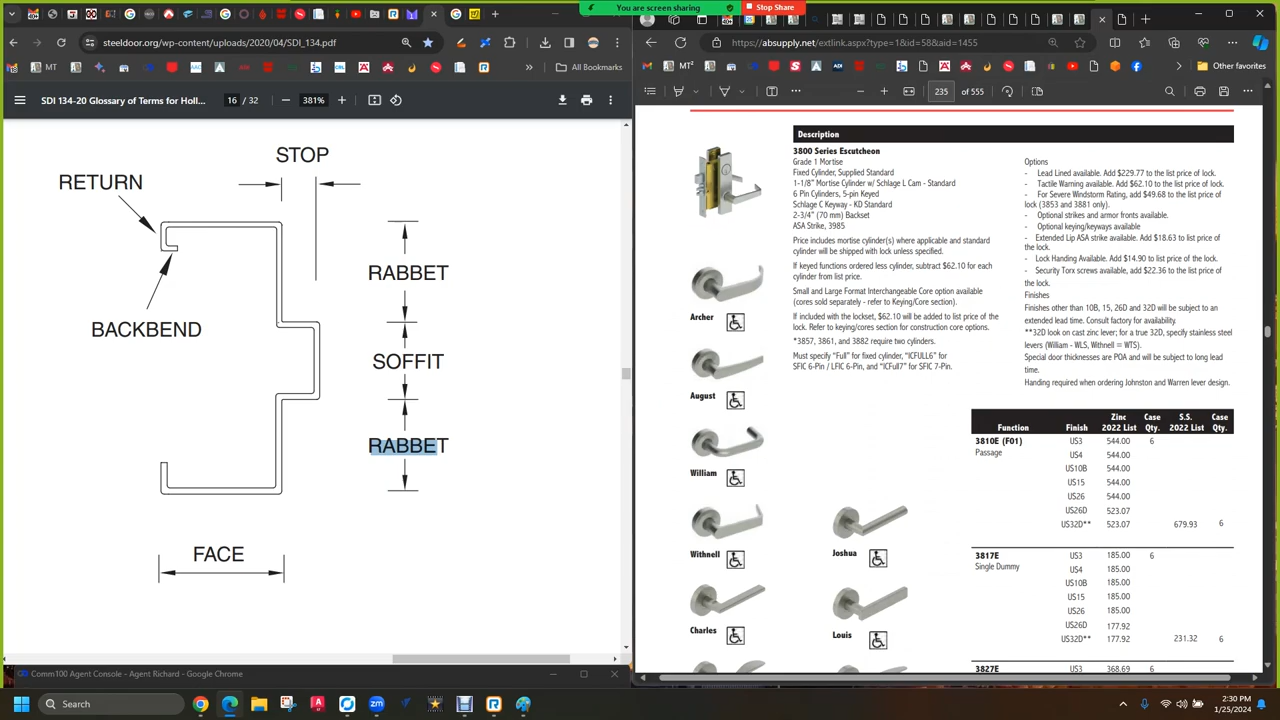 You are screen sharing
Stop Share
steeldoor.org/wp-content/uploads/2020/04/SDI_134.pdf
https://absupply.net/extlink.aspx?type=1&id=58&aid=1455
MT
All Bookmarks
MT²
Other favorites
SDI 134-20 Glossary of Terms for Holl...
16 / 32
381%
235 of 555
STOP
RETURN
RABBET
BACKBEND
SOFFIT
RABBET
FACE
Description
3800 Series Escutcheon
Grade 1 Mortise
Fixed Cylinder, Supplied Standard
1-1/8" Mortise Cylinder w/ Schlage L Cam - Standard
6 Pin Cylinders, 5-pin Keyed
Schlage C Keyway - KD Standard
2-3/4" (70 mm) Backset
ASA Strike, 3985
Price includes mortise cylinder(s) where applicable and standard
cylinder will be shipped with lock unless specified.
If keyed functions ordered less cylinder, subtract $62.10 for each
cylinder from list price.
Small and Large Format Interchangeable Core option available
(cores sold separately - refer to Keying/Core section).
If included with the lockset, $62.10 will be added to list price of the
lock. Refer to keying/cores section for construction core options.
*3857, 3861, and 3882 require two cylinders.
Must specify "Full" for fixed cylinder, "ICFULL6" for
SFIC 6-Pin / LFIC 6-Pin, and "ICFull7" for SFIC 7-Pin.
Options
- Lead Lined available. Add $229.77 to the list price of lock.
- Tactile Warning available. Add $62.10 to the list price of lock.
- For Severe Windstorm Rating, Add $49.68 to the list price of
lock (3853 and 3881 only).
- Optional strikes and armor fronts available.
- Optional keying/keyways available
- Extended Lip ASA strike available. Add $18.63 to list price of
the lock.
- Lock Handing Available. Add $14.90 to list price of the lock.
- Security Torx screws available, add $22.36 to the list price of
the lock.
Finishes
Finishes other than 10B, 15, 26D and 32D will be subject to an
extended lead time. Consult factory for availability.
**32D look on cast zinc lever; for a true 32D, specify stainless steel
levers (William - WLS, Withnell = WTS).
Special door thicknesses are POA and will be subject to long lead
time.
Handing required when ordering Johnston and Warren lever design.
Archer
August
William
Withnell
Joshua
Charles
Louis
Zinc Case S.S. Case
Function Finish 2022 List Qty. 2022 List Qty.
3810E (F01) US3 544.00 6
Passage US4 544.00
US10B 544.00
US15 544.00
US26 544.00
US26D 523.07
US32D** 523.07 679.93 6
3817E US3 185.00 6
Single Dummy US4 185.00
US10B 185.00
US15 185.00
US26 185.00
US26D 177.92
US32D** 177.92 231.32 6
3827E US3 368.69 6
Comm100 Agent Console - Agent Richard - Google Chrome
Search
2:30 PM
1/25/2024